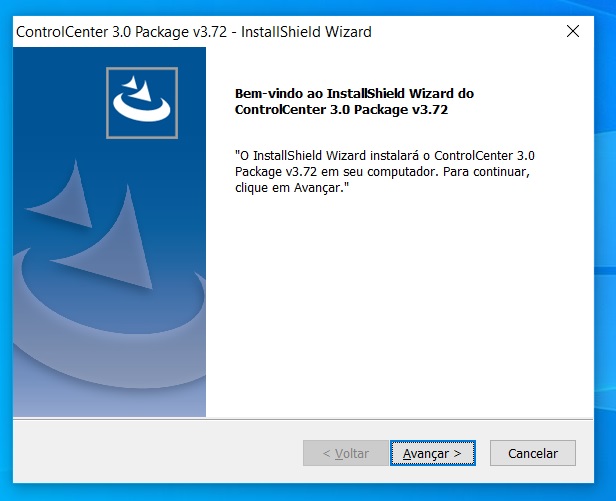 ControlCenter 3.0 Package v3.72 - InstallShield Wizard
Bem-vindo ao InstallShield Wizard do
ControlCenter 3.0 Package v3.72
"O InstallShield Wizard instalará o ControlCenter 3.0
Package v3.72 em seu computador. Para continuar,
clique em Avançar."
< Voltar
Avançar >
Cancelar